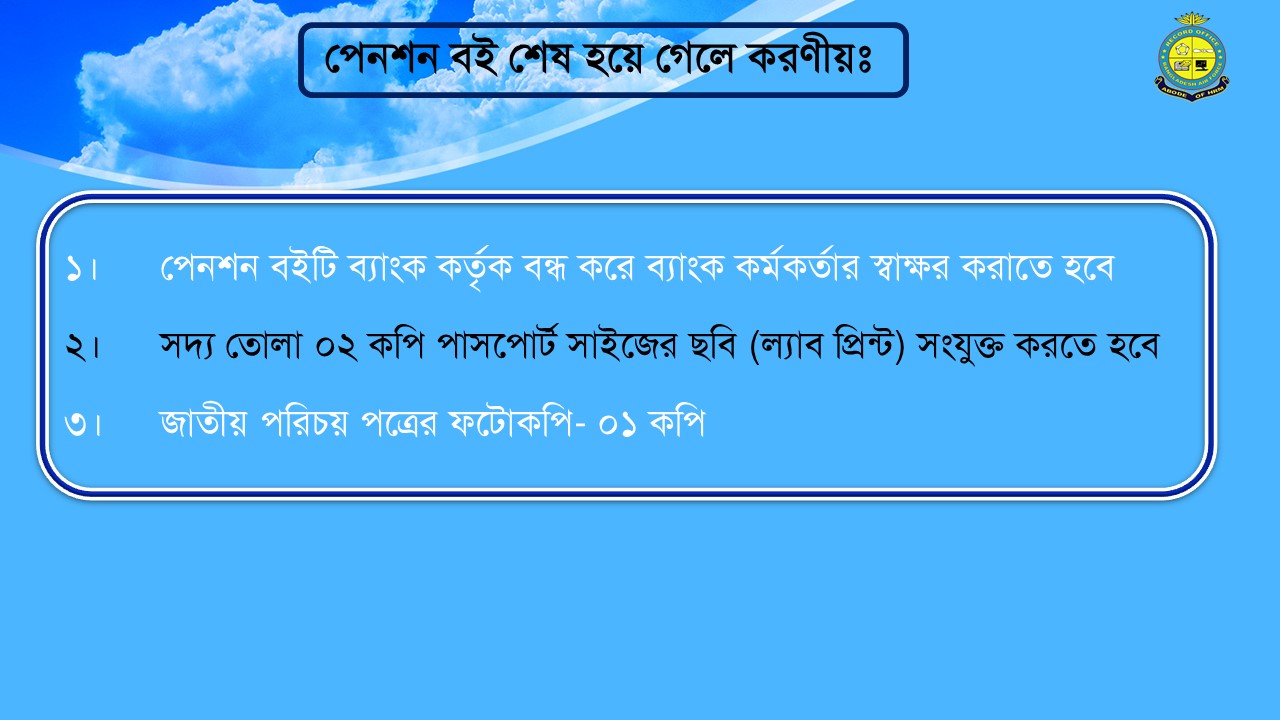 পেনশন বই শেষ হয়ে গেলে করণীয়ঃ
RECORD OFFICE
BANGLADESH AIR FORCE
ABODE OF HRM
১। পেনশন বইটি ব্যাংক কর্তৃক বন্ধ করে ব্যাংক কর্মকর্তার স্বাক্ষর করাতে হবে
২। সদ্য তোলা ০২ কপি পাসপোর্ট সাইজের ছবি (ল্যাব প্রিন্ট) সংযুক্ত করতে হবে
৩। জাতীয় পরিচয় পত্রের ফটোকপি- ০১ কপি